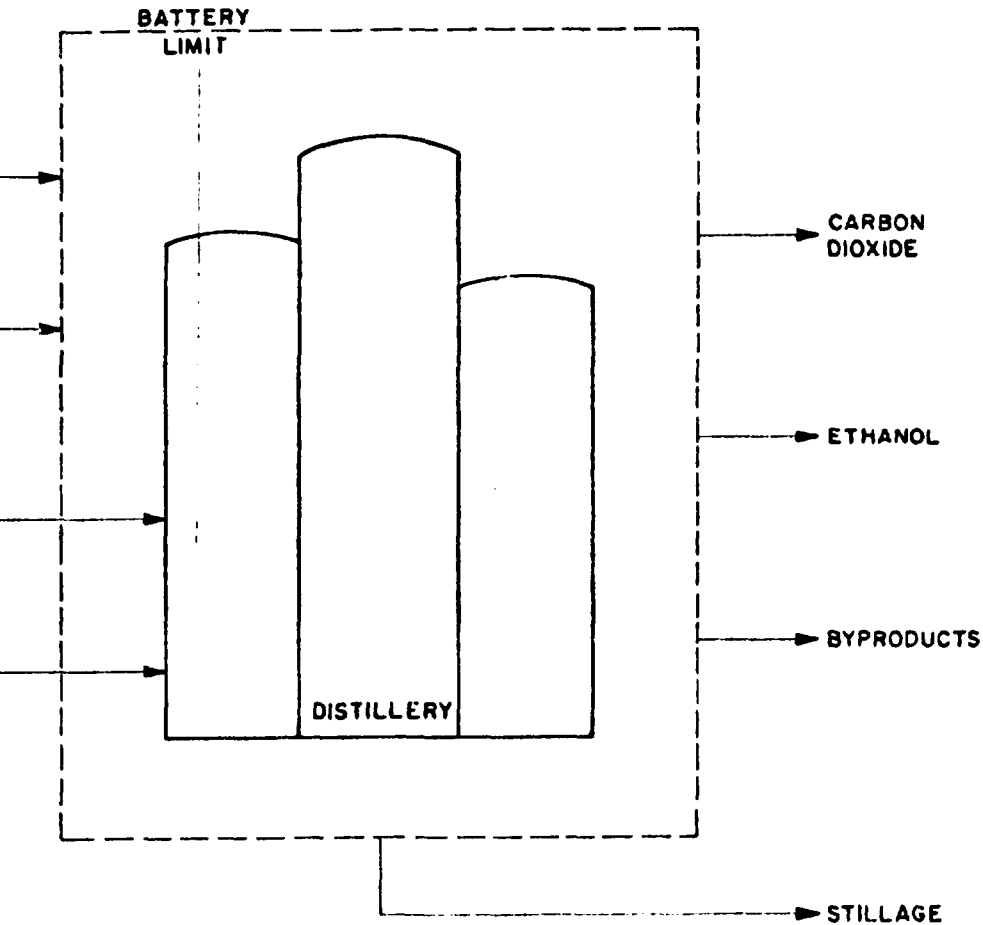 BATTERY
LIMIT
CARBON
DIOXIDE
ETHANOL
BYPRODUCTS
DISTILLERY
STILLAGE